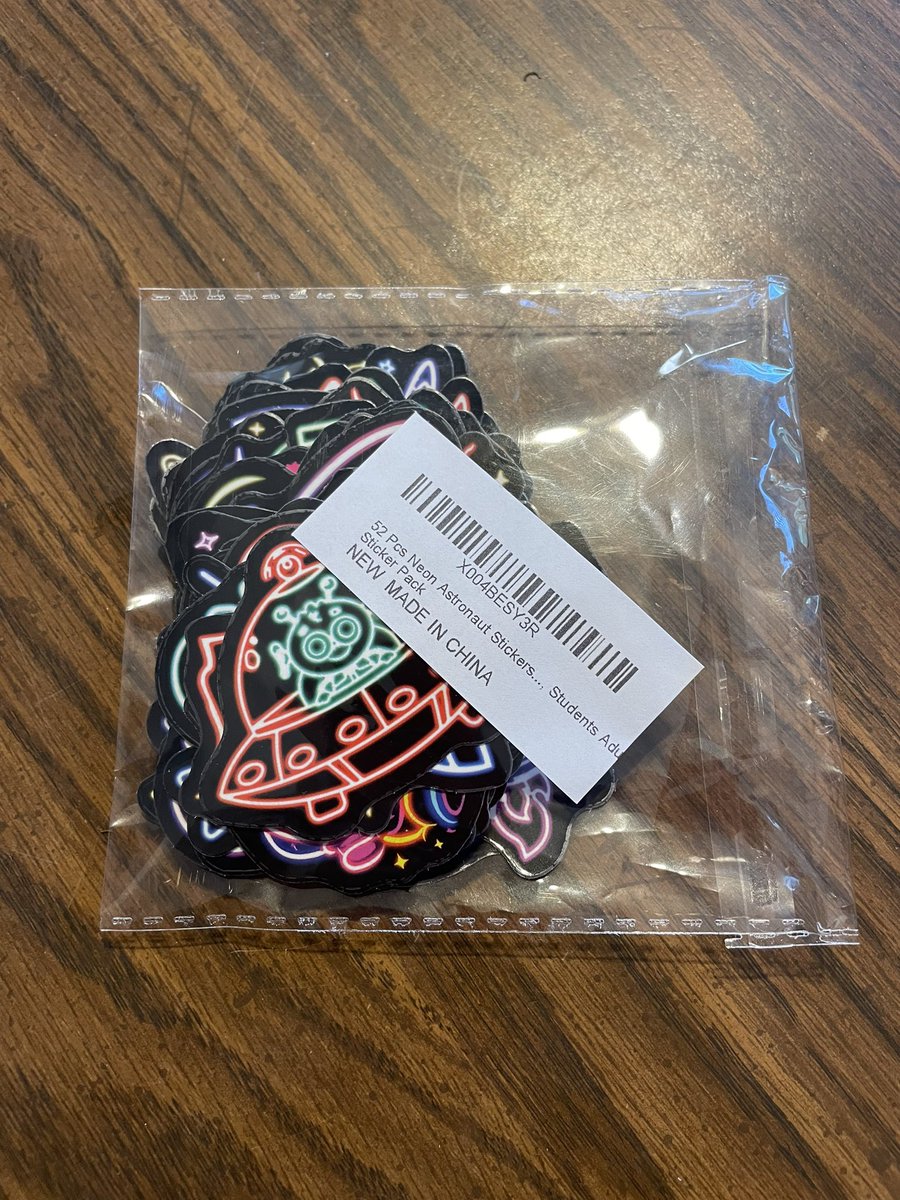 X004BESY3R
52 Pcs Neon Astronaut Stickers..., Students Adu
Sticker Pack
NEW MADE IN CHINA